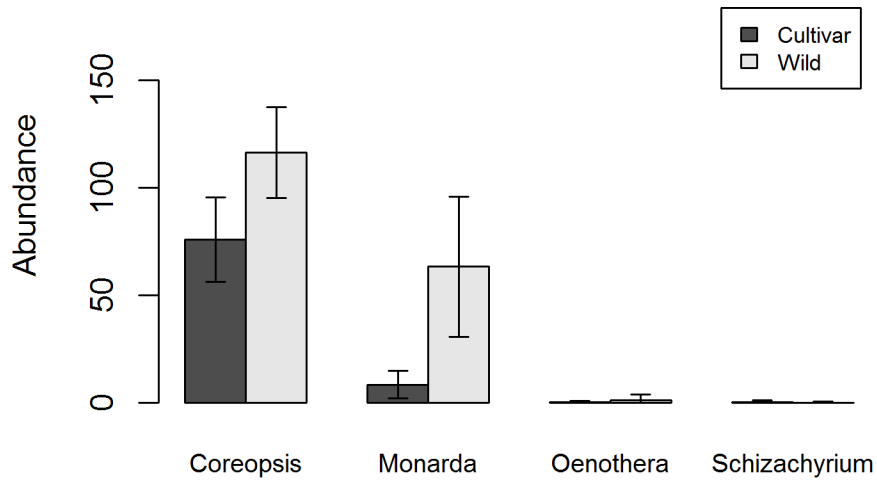 Cultivar
Wild
Abundance
150
100
50
0
Coreopsis Monarda Oenothera Schizachyrium